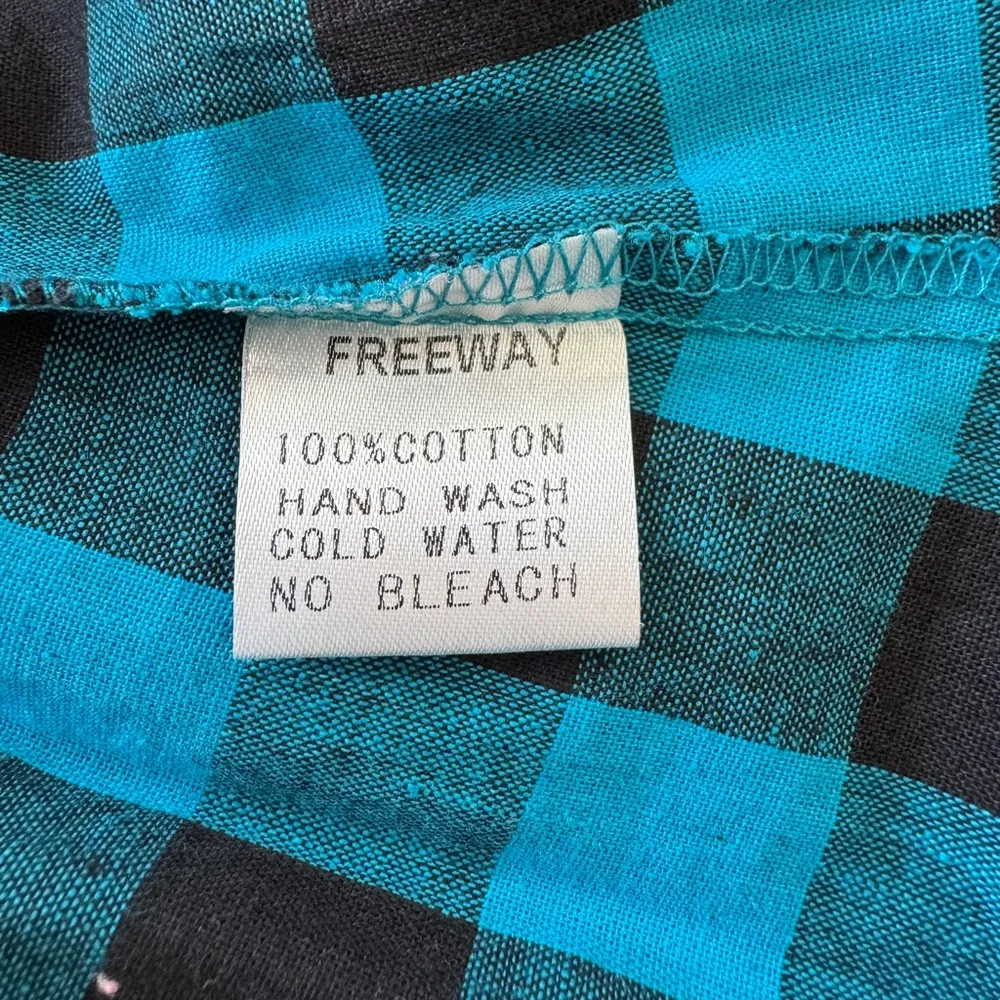 FREEWAY
100%COTTON
HAND WASH
COLD WATER
NO BLEACH